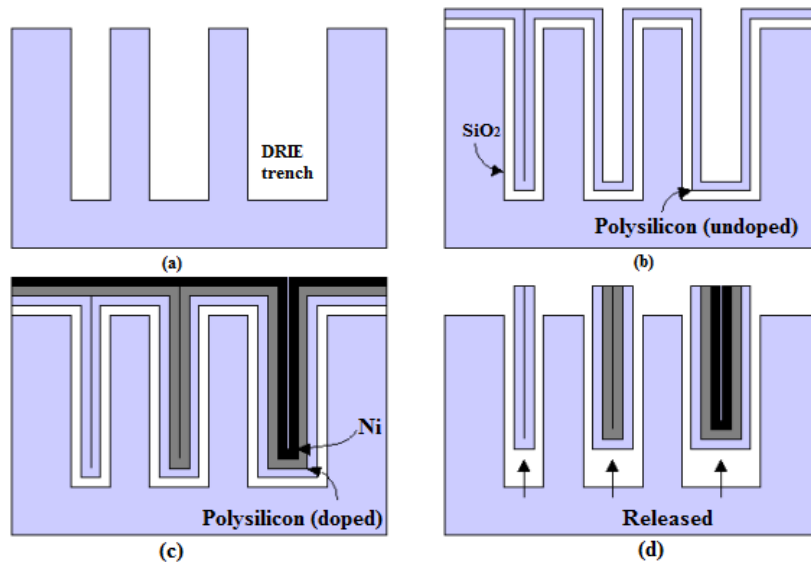 DRIE
trench
(a)
SiO2
Polysilicon (undoped)
(b)
Ni
Polysilicon (doped)
(c)
Released
(d)